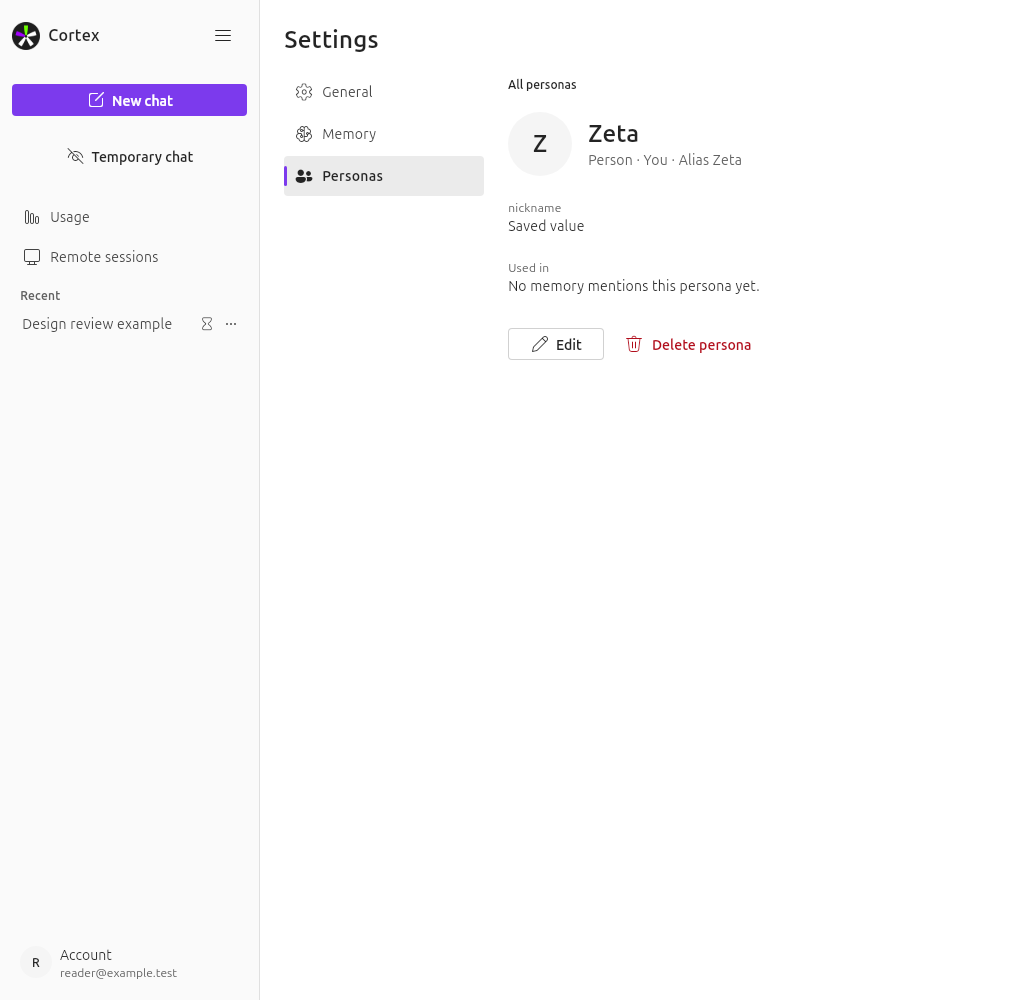 Cortex
New chat
Temporary chat
Usage
Remote sessions
Recent
Design review example
R
Account
reader@example.test
Settings
General
Memory
Personas
All personas
Z
Zeta
Person · You · Alias Zeta
nickname
Saved value
Used in
No memory mentions this persona yet.
Edit
Delete persona